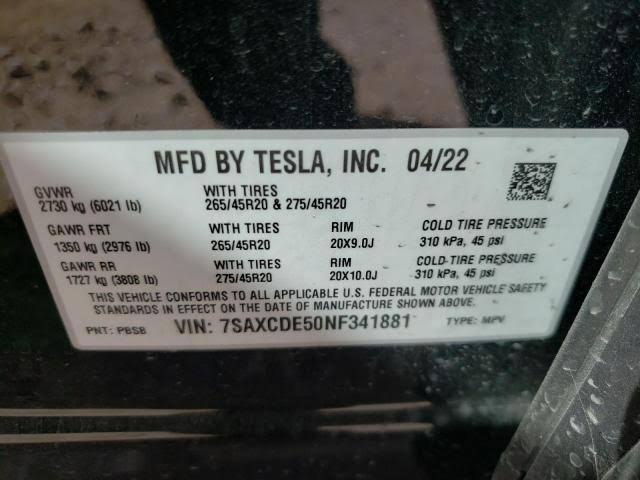 MFD BY TESLA, INC. 04/22
GVWR WITH TIRES
2730 kg (6021 lb) 265/45R20 & 275/45R20
GAWR FRT WITH TIRES RIM COLD TIRE PRESSURE
1350 kg (2976 lb) 265/45R20 20X9.0J 310 kPa, 45 psi
GAWR RR WITH TIRES RIM COLD-TIRE PRESSURE
1727 kg (3808 lb) 275/45R20 20X10.0J 310 kPa, 45 psi
THIS VEHICLE CONFORMS TO ALL APPLICABLE U.S. FEDERAL MOTOR VEHICLE SAFETY
STANDARDS IN EFFECT ON THE DATE OF MANUFACTURE SHOWN ABOVE.
PNT: PBSB VIN: 7SAXCDE50NF341881 TYPE: MPV